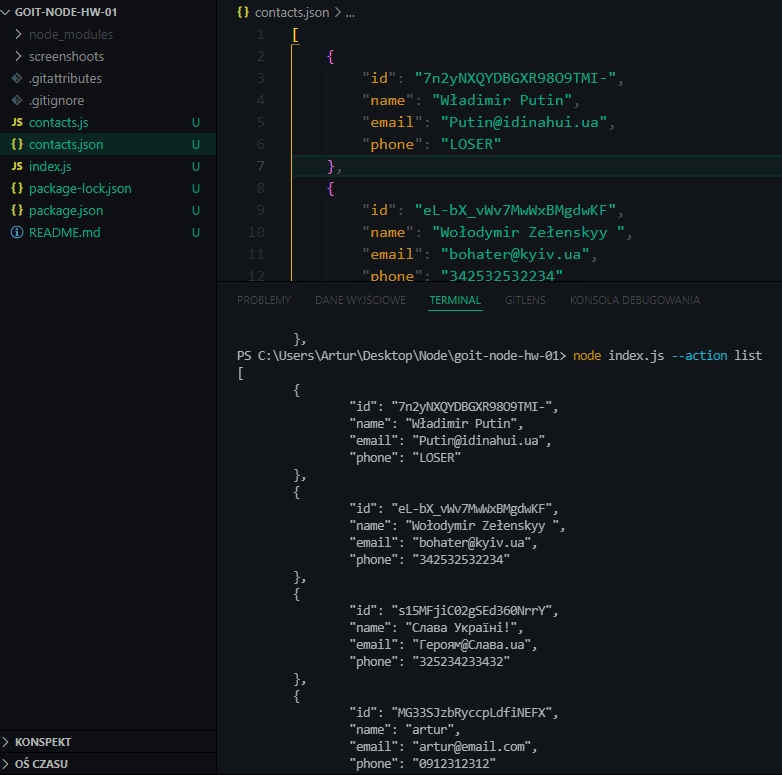 GOIT-NODE-HW-01
node_modules
screenshoots
.gitattributes
.gitignore
JS contacts.js U
{} contacts.json U
JS index.js U
{} package-lock.json U
{} package.json U
README.md U
KONSPEKT
OŚ CZASU
{} contacts.json > ...
1 [
2 {
3 "id": "7n2yNXQYDBGXR98O9TMI-",
4 "name": "Władimir Putin",
5 "email": "Putin@idinahui.ua",
6 "phone": "LOSER"
7 },
8 {
9 "id": "eL-bX_vWv7MwWxBMgdwKF",
10 "name": "Wołodymir Zełenskyy ",
11 "email": "bohater@kyiv.ua",
12 "phone": "342532532234"
PROBLEMY DANE WYJŚCIOWE TERMINAL GITLENS KONSOLA DEBUGOWANIA
},
PS C:\Users\Artur\Desktop\Node\goit-node-hw-01> node index.js --action list
[
{
"id": "7n2yNXQYDBGXR98O9TMI-",
"name": "Władimir Putin",
"email": "Putin@idinahui.ua",
"phone": "LOSER"
},
{
"id": "eL-bX_vWv7MwWxBMgdwKF",
"name": "Wołodymir Zełenskyy ",
"email": "bohater@kyiv.ua",
"phone": "342532532234"
},
{
"id": "s15MFjiC02gSEd360NrrY",
"name": "Слава Україні!",
"email": "Героям@Слава.ua",
"phone": "325234233432"
},
{
"id": "MG33SJzbRyccpLdfiNEFX",
"name": "artur",
"email": "artur@email.com",
"phone": "0912312312"